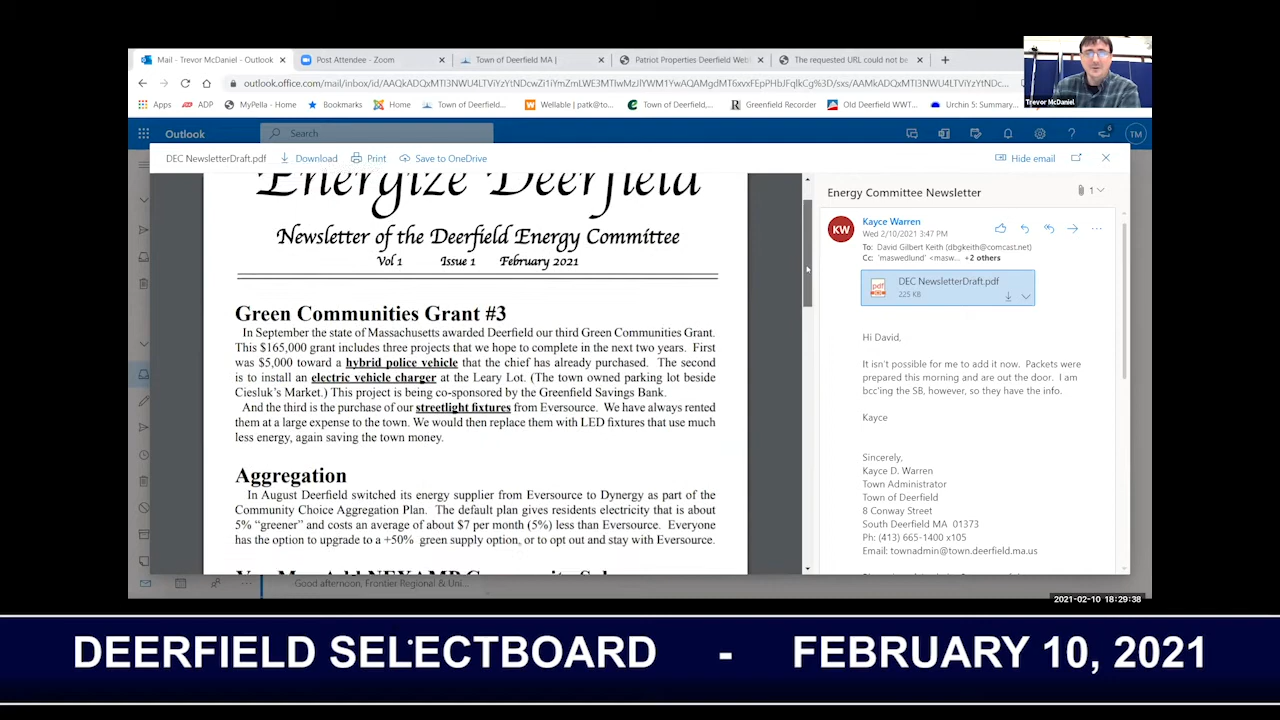 Mail - Trevor McDaniel - Outlook
Post Attendee - Zoom
Town of Deerfield MA |
Patriot Properties Deerfield Web
The requested URL could not be
Trevor McDaniel
Apps
ADP
MyPella - Home
Bookmarks
Home
Town of Deerfield...
Wellable | patk@to...
Town of Deerfield,...
Greenfield Recorder
Old Deerfield WWT...
Urchin 5: Summary...
Outlook
Search
6
TM
DEC NewsletterDraft.pdf
Download
Print
Save to OneDrive
Hide email
Energize Deerfield
Newsletter of the Deerfield Energy Committee
Vol 1 Issue 1 February 2021
Green Communities Grant #3
In September the state of Massachusetts awarded Deerfield our third Green Communities Grant.
This $165,000 grant includes three projects that we hope to complete in the next two years. First
was $5,000 toward a hybrid police vehicle that the chief has already purchased. The second
is to install an electric vehicle charger at the Leary Lot. (The town owned parking lot beside
Ciesluk's Market.) This project is being co-sponsored by the Greenfield Savings Bank.
And the third is the purchase of our streetlight fixtures from Eversource. We have always rented
them at a large expense to the town. We would then replace them with LED fixtures that use much
less energy, again saving the town money.
Aggregation
In August Deerfield switched its energy supplier from Eversource to Dynergy as part of the
Community Choice Aggregation Plan. The default plan gives residents electricity that is about
5% "greener" and costs an average of about $7 per month (5%) less than Eversource. Everyone
has the option to upgrade to a +50% green supply option, or to opt out and stay with Eversource.
Energy Committee Newsletter
1
KW
Kayce Warren
Wed 2/10/2021 3:47 PM
To: David Gilbert Keith (dbgkeith@comcast.net)
Cc: 'maswedlund' <masw... +2 others
DEC NewsletterDraft.pdf
225 KB
Hi David,
It isn't possible for me to add it now. Packets were
prepared this morning and are out the door. I am
bcc'ing the SB, however, so they have the info.
Kayce
Sincerely,
Kayce D. Warren
Town Administrator
Town of Deerfield
8 Conway Street
South Deerfield MA 01373
Ph: (413) 665-1400 x105
Email: townadmin@town.deerfield.ma.us
Good afternoon, Frontier Regional & Uni...
2021-02-10 18:29:38
DEERFIELD SELECTBOARD - FEBRUARY 10, 2021